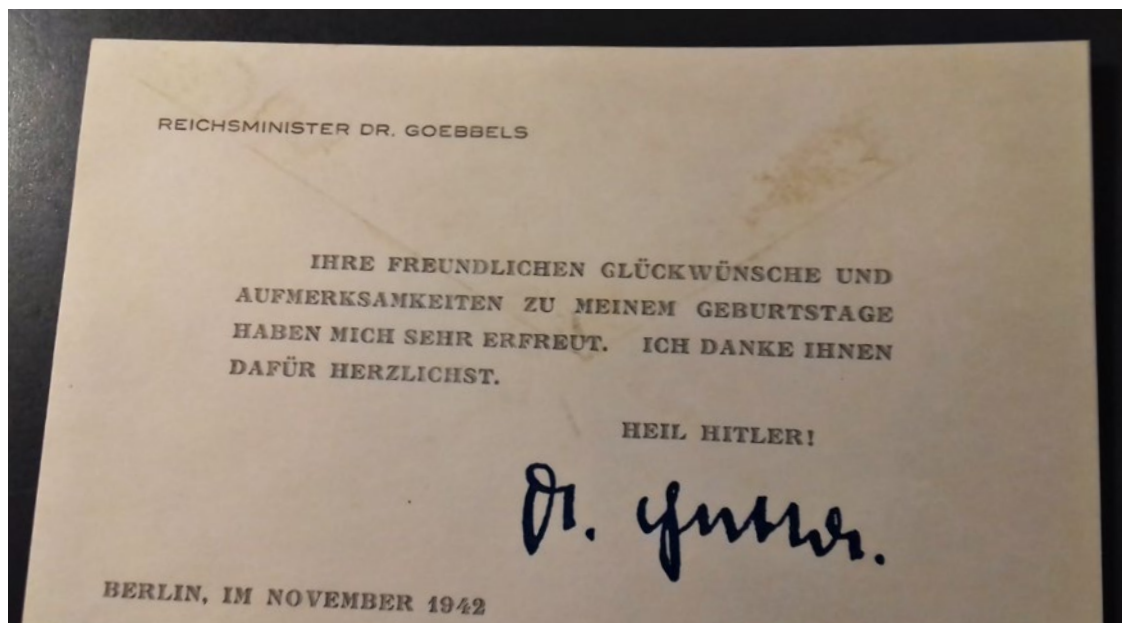 REICHSMINISTER DR. GOEBBELS
IHRE FREUNDLICHEN GLÜCKWÜNSCHE UND
AUFMERKSAMKEITEN ZU MEINEM GEBURTSTAGE
HABEN MICH SEHR ERFREUT. ICH DANKE IHNEN
DAFÜR HERZLICHST.
HEIL HITLER!
Dr. Goebbels.
BERLIN, IM NOVEMBER 1942